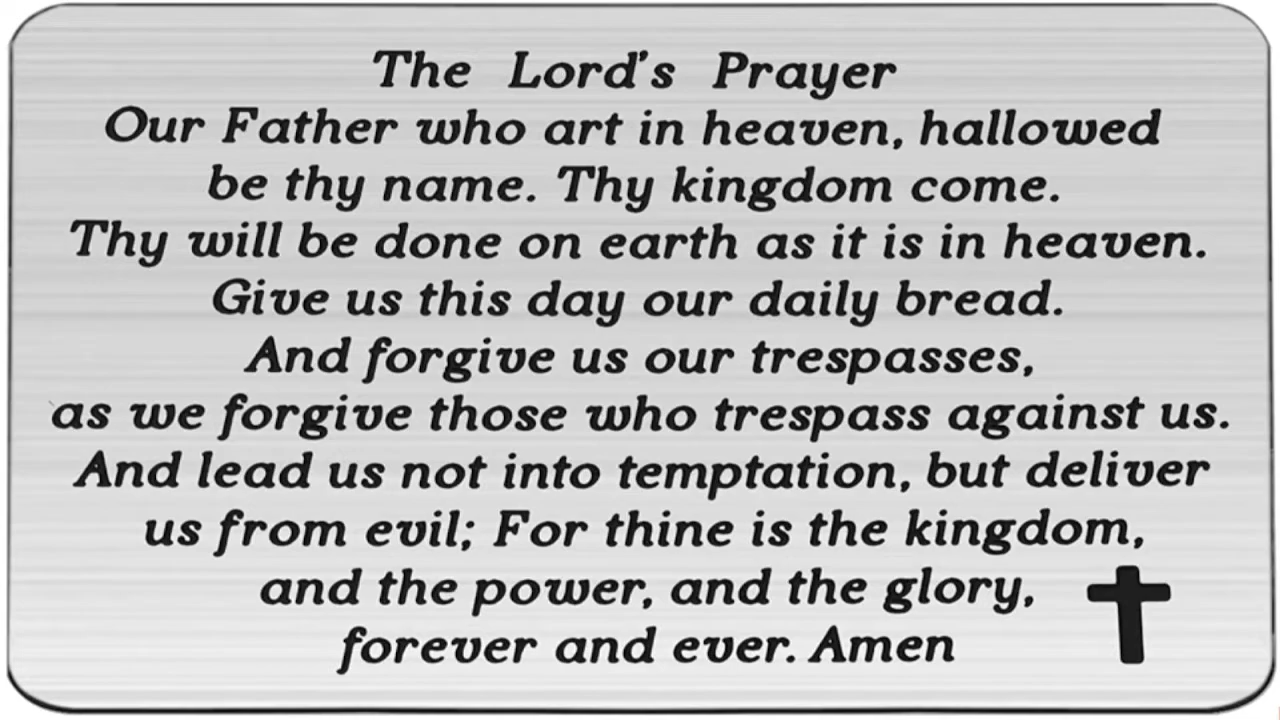 The Lord's Prayer
Our Father who art in heaven, hallowed
be thy name. Thy kingdom come.
Thy will be done on earth as it is in heaven.
Give us this day our daily bread.
And forgive us our trespasses,
as we forgive those who trespass against us.
And lead us not into temptation, but deliver
us from evil; For thine is the kingdom,
and the power, and the glory,
forever and ever. Amen